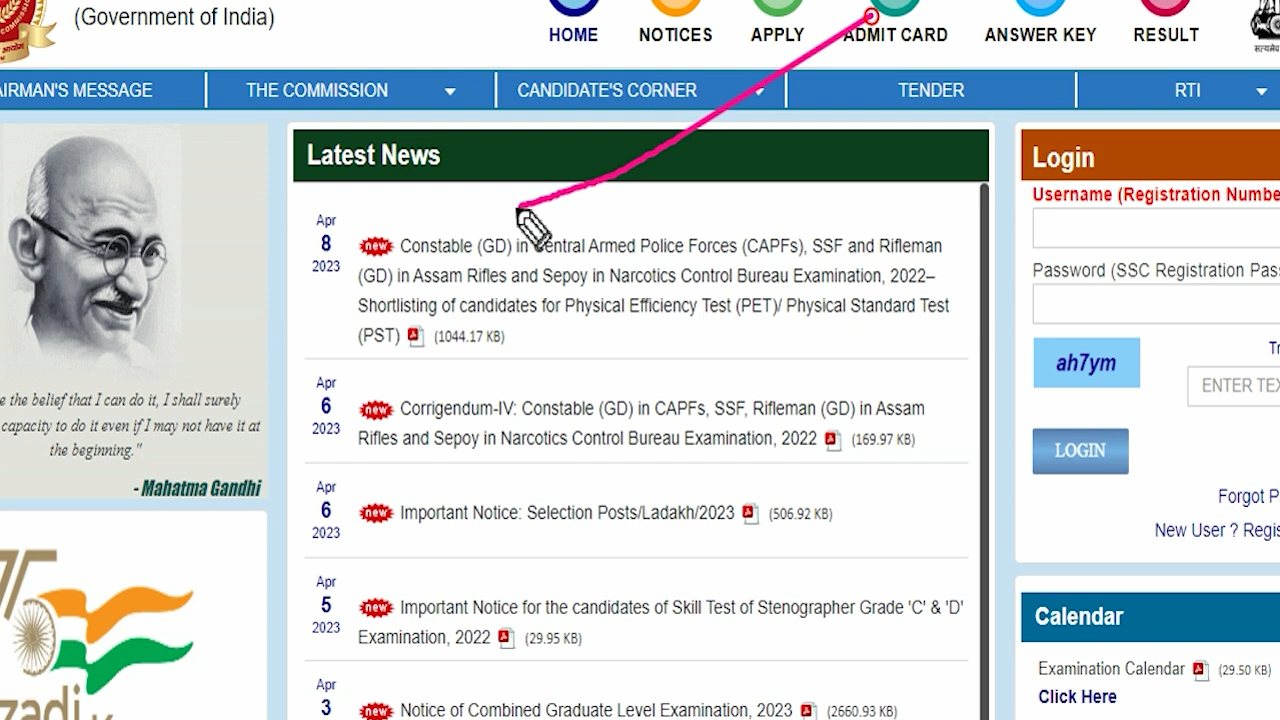 (Government of India)
HOME
NOTICES
APPLY
ADMIT CARD
ANSWER KEY
RESULT
AIRMAN'S MESSAGE
THE COMMISSION
CANDIDATE'S CORNER
TENDER
RTI
e the belief that I can do it, I shall surely
capacity to do it even if I may not have it at
the beginning."
- Mahatma Gandhi
Latest News
Apr
8
2023
new Constable (GD) in Central Armed Police Forces (CAPFs), SSF and Rifleman
(GD) in Assam Rifles and Sepoy in Narcotics Control Bureau Examination, 2022–
Shortlisting of candidates for Physical Efficiency Test (PET)/ Physical Standard Test
(PST) (1044.17 KB)
Apr
6
2023
new Corrigendum-IV: Constable (GD) in CAPFs, SSF, Rifleman (GD) in Assam
Rifles and Sepoy in Narcotics Control Bureau Examination, 2022 (169.97 KB)
Apr
6
2023
new Important Notice: Selection Posts/Ladakh/2023 (506.92 KB)
Apr
5
2023
new Important Notice for the candidates of Skill Test of Stenographer Grade 'C' & 'D'
Examination, 2022 (29.95 KB)
Apr
3
new Notice of Combined Graduate Level Examination, 2023 (2660.93 KB)
Login
Username (Registration Numbe
Password (SSC Registration Pas
ah7ym
Tr
ENTER TEX
LOGIN
Forgot P
New User ? Regis
Calendar
Examination Calendar (29.50 KB)
Click Here